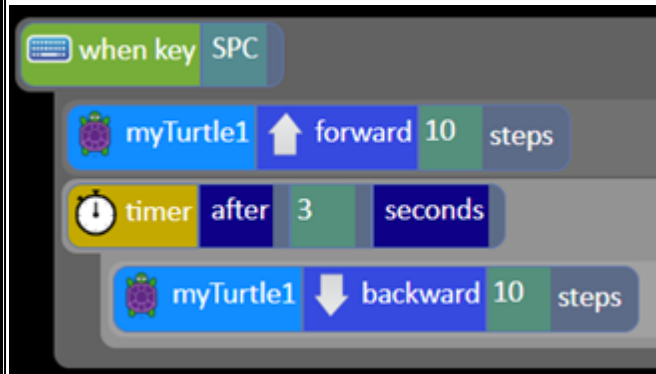 when key SPC
myTurtle1 forward 10 steps
timer after 3 seconds
myTurtle1 backward 10 steps